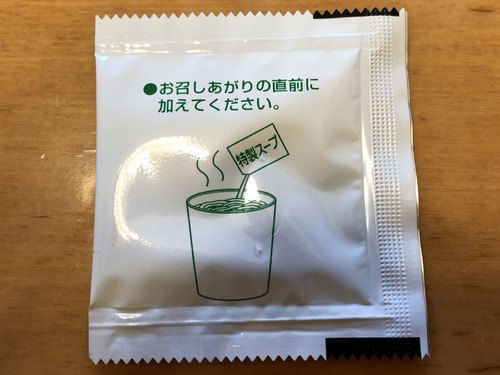 ●お召しあがりの直前に
加えてください。
特製スープ